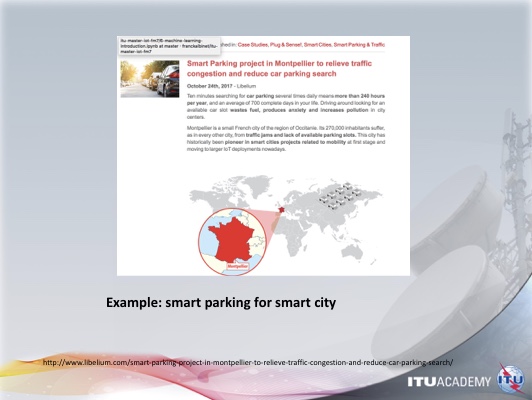 itu-master-iot-fm7/6-machine-learning-
introduction.ipynb at master · franckalbinet/itu-
master-iot-fm7
shed in: Case Studies, Plug & Sense!, Smart Cities, Smart Parking & Traffic
Smart Parking project in Montpellier to relieve traffic
congestion and reduce car parking search
October 24th, 2017 - Libelium
Ten minutes searching for car parking several times daily means more than 240 hours
per year, and an average of 700 complete days in your life. Driving around looking for an
available car slot wastes fuel, produces anxiety and increases pollution in city
centers.
Montpellier is a small French city of the region of Occitanie. Its 270,000 inhabitants suffer,
as in every other city, from traffic jams and lack of available parking slots. This city has
historically been pioneer in smart cities projects related to mobility at first stage and
moving to larger IoT deployments nowadays.
Montpellier
Example: smart parking for smart city
http://www.libelium.com/smart-parking-project-in-montpellier-to-relieve-traffic-congestion-and-reduce-car-parking-search/
ITUACADEMY ITU